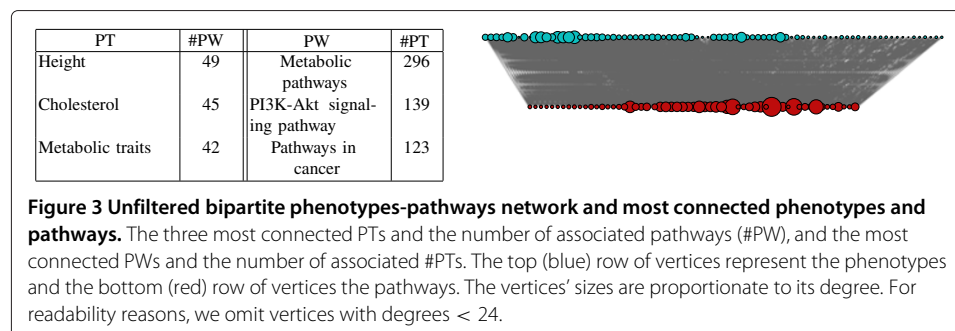 PT #PW PW #PT
Height 49 Metabolic 296
pathways
Cholesterol 45 PI3K-Akt signal- 139
ing pathway
Metabolic traits 42 Pathways in 123
cancer
Figure 3 Unfiltered bipartite phenotypes-pathways network and most connected phenotypes and
pathways. The three most connected PTs and the number of associated pathways (#PW), and the most
connected PWs and the number of associated #PTs. The top (blue) row of vertices represent the phenotypes
and the bottom (red) row of vertices the pathways. The vertices' sizes are proportionate to its degree. For
readability reasons, we omit vertices with degrees < 24.